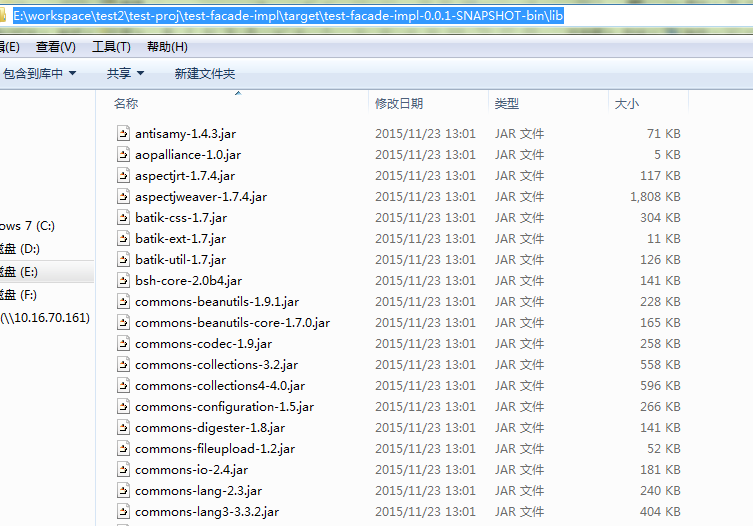 E:\workspace\test2\test-proj\test-facade-impl\target\test-facade-impl-0.0.1-SNAPSHOT-bin\lib
(E) 查看(V) 工具(T) 帮助(H)
包含到库中 共享 新建文件夹
名称 修改日期 类型 大小
antisamy-1.4.3.jar 2015/11/23 13:01 JAR 文件 71 KB
aopalliance-1.0.jar 2015/11/23 13:01 JAR 文件 5 KB
aspectjrt-1.7.4.jar 2015/11/23 13:01 JAR 文件 117 KB
aspectjweaver-1.7.4.jar 2015/11/23 13:01 JAR 文件 1,808 KB
batik-css-1.7.jar 2015/11/23 13:01 JAR 文件 304 KB
ows 7 (C:)
batik-ext-1.7.jar 2015/11/23 13:01 JAR 文件 11 KB
磁盘 (D:)
batik-util-1.7.jar 2015/11/23 13:01 JAR 文件 126 KB
磁盘 (E:)
bsh-core-2.0b4.jar 2015/11/23 13:01 JAR 文件 141 KB
磁盘 (F:)
commons-beanutils-1.9.1.jar 2015/11/23 13:01 JAR 文件 228 KB
(\\10.16.70.161)
commons-beanutils-core-1.7.0.jar 2015/11/23 13:01 JAR 文件 165 KB
commons-codec-1.9.jar 2015/11/23 13:01 JAR 文件 258 KB
commons-collections-3.2.jar 2015/11/23 13:01 JAR 文件 558 KB
commons-collections4-4.0.jar 2015/11/23 13:01 JAR 文件 596 KB
commons-configuration-1.5.jar 2015/11/23 13:01 JAR 文件 266 KB
commons-digester-1.8.jar 2015/11/23 13:01 JAR 文件 141 KB
commons-fileupload-1.2.jar 2015/11/23 13:01 JAR 文件 52 KB
commons-io-2.4.jar 2015/11/23 13:01 JAR 文件 181 KB
commons-lang-2.3.jar 2015/11/23 13:01 JAR 文件 240 KB
commons-lang3-3.3.2.jar 2015/11/23 13:01 JAR 文件 404 KB